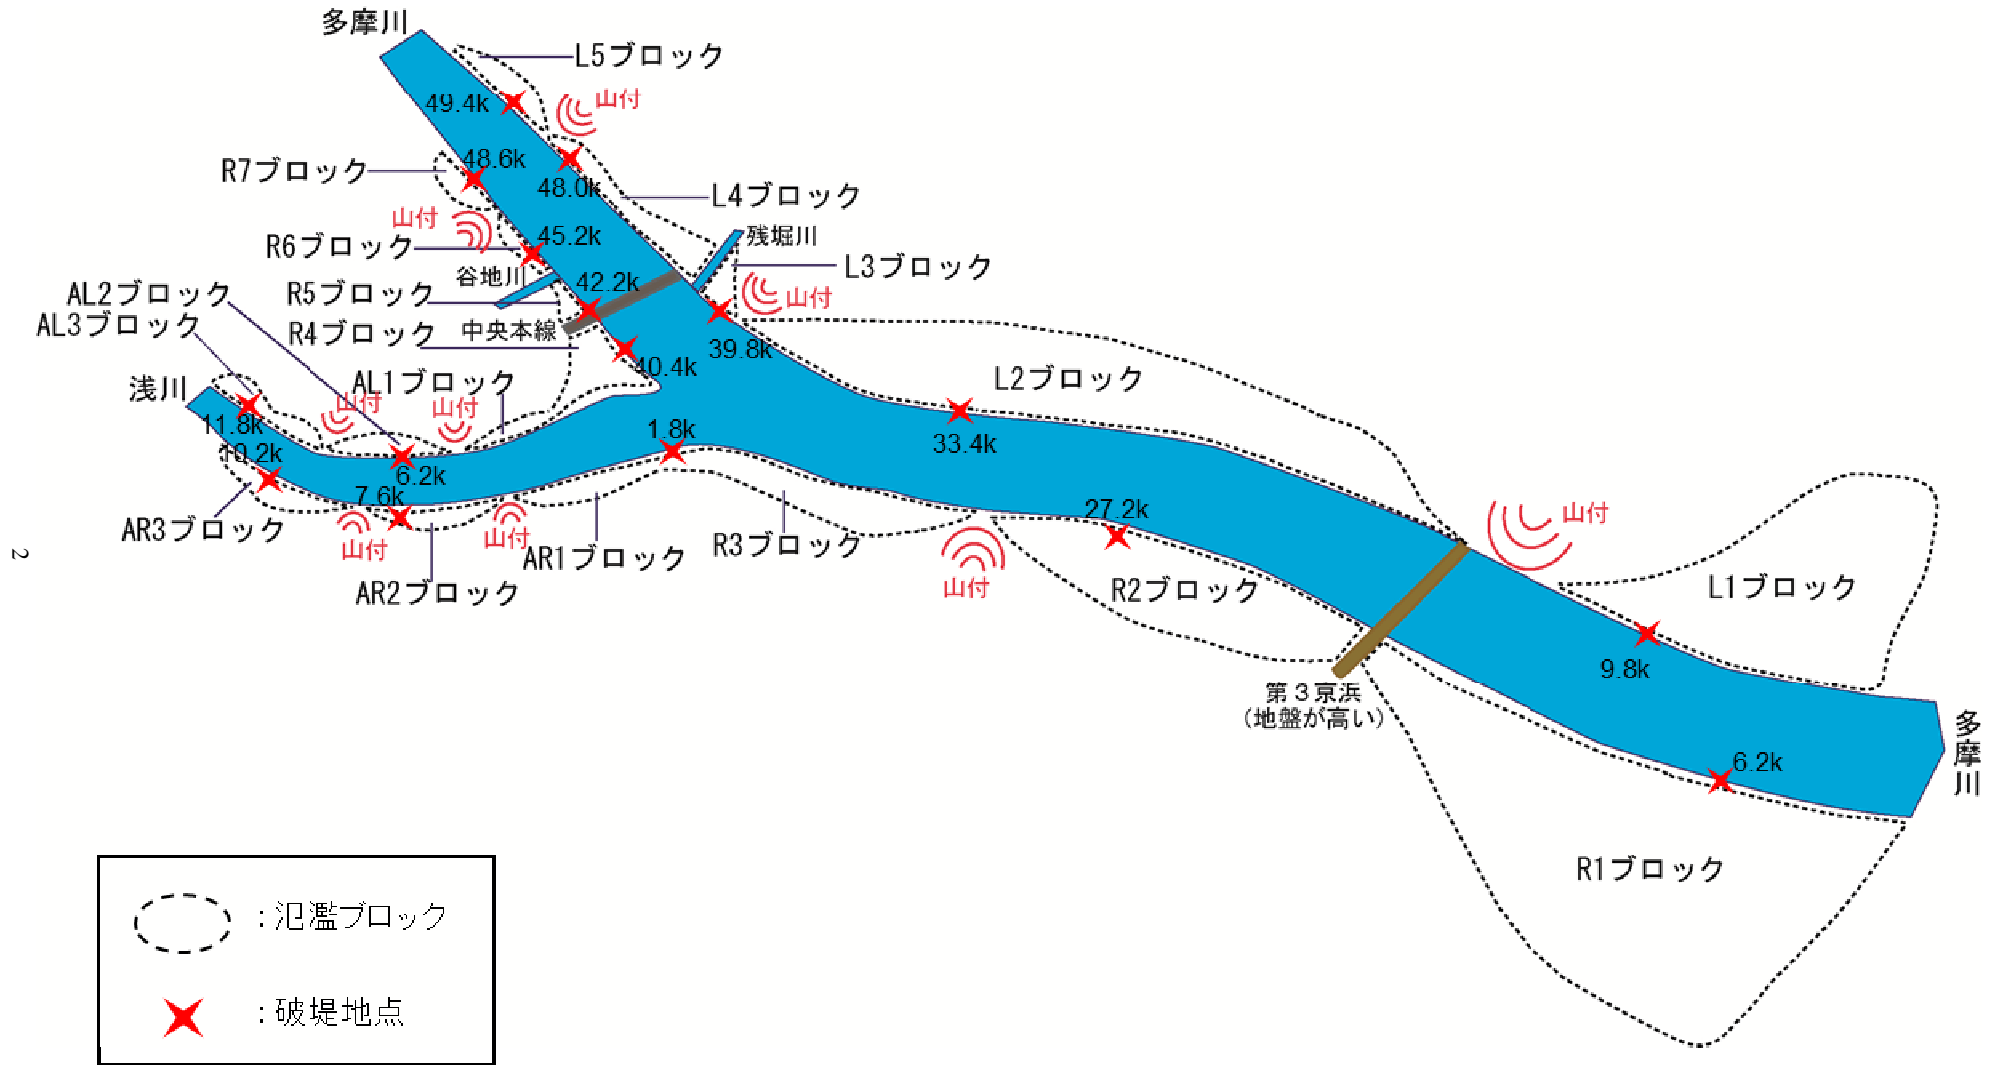 多摩川
L5ブロック
49.4k
山付
48.6k
R7ブロック
48.0k
L4ブロック
山付
45.2k
残堀川
R6ブロック
谷地川
L3ブロック
42.2k
山付
AL2ブロック
R5ブロック
AL3ブロック
R4ブロック
中央本線
39.8k
40.4k
L2ブロック
浅川
AL1ブロック
山付
山付
11.8k
1.8k
33.4k
10.2k
6.2k
7.6k
27.2k
山付
AR3ブロック
山付
山付
AR1ブロック
R3ブロック
山付
AR2ブロック
R2ブロック
L1ブロック
2
9.8k
第3京浜
(地盤が高い)
多摩川
6.2k
R1ブロック
:氾濫ブロック
:破堤地点